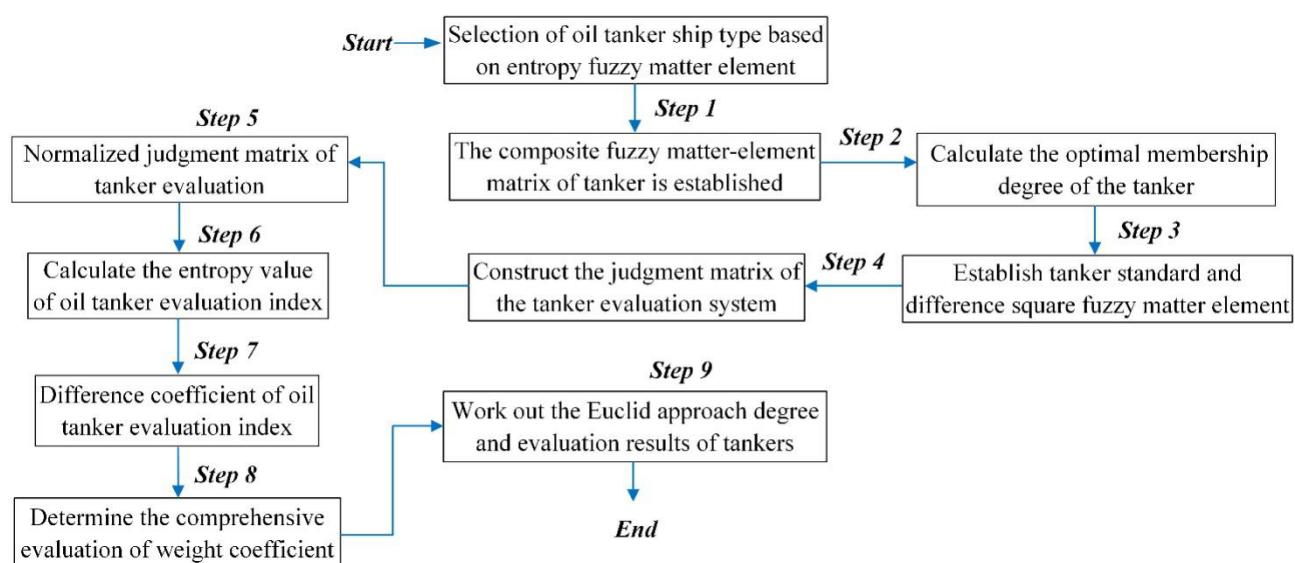 Start
Selection of oil tanker ship type based
on entropy fuzzy matter element
Step 1
The composite fuzzy matter-element
matrix of tanker is established
Step 2
Calculate the optimal membership
degree of the tanker
Step 3
Establish tanker standard and
difference square fuzzy matter element
Step 4
Construct the judgment matrix of
the tanker evaluation system
Step 5
Normalized judgment matrix of
tanker evaluation
Step 6
Calculate the entropy value
of oil tanker evaluation index
Step 7
Difference coefficient of oil
tanker evaluation index
Step 8
Determine the comprehensive
evaluation of weight coefficient
Step 9
Work out the Euclid approach degree
and evaluation results of tankers
End